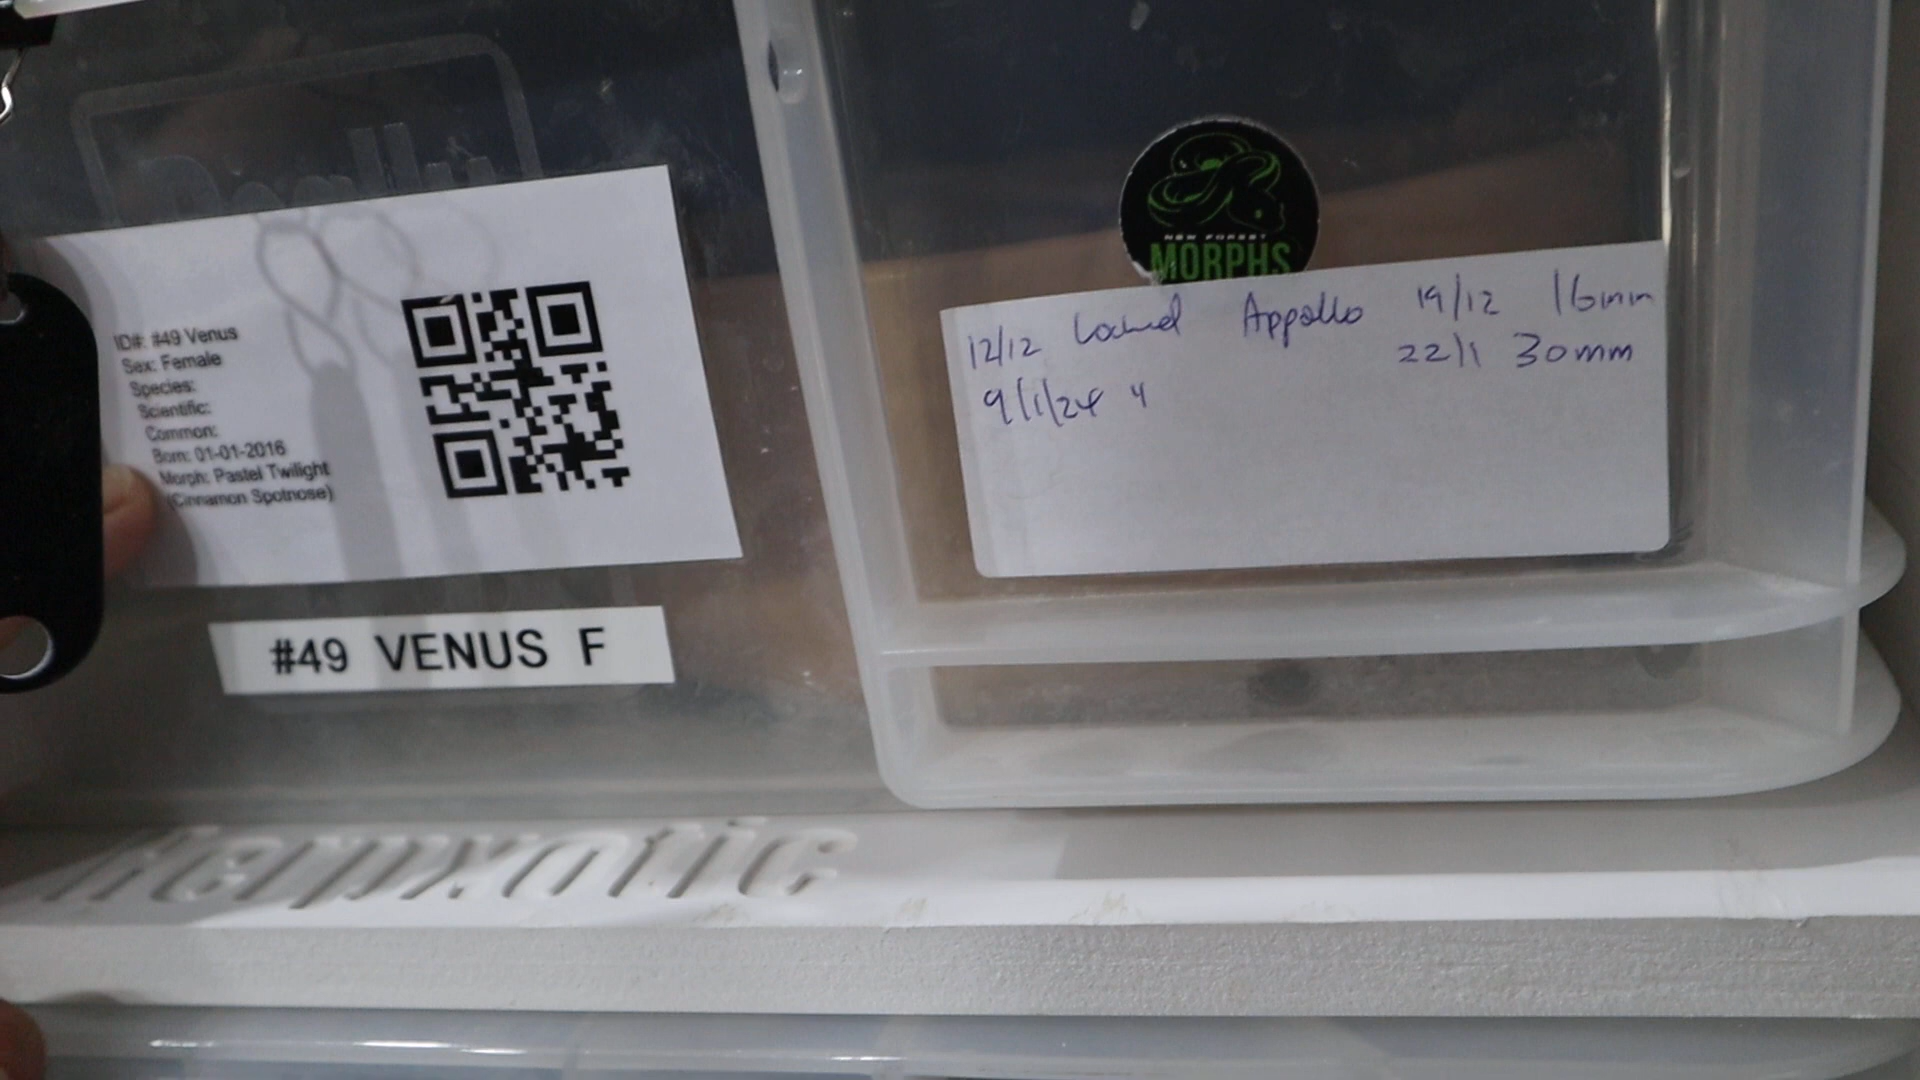 Really
ID#: #49 Venus
Sex: Female
Species:
Scientific:
Common:
Born: 01-01-2016
Morph: Pastel Twilight
(Cinnamon Spotnose)
#49 VENUS F
NEW FOREST
MORPHS
12/12 Locked Appollo 19/12 16mm
22/1 30mm
9/1/24 "
Herpxotic